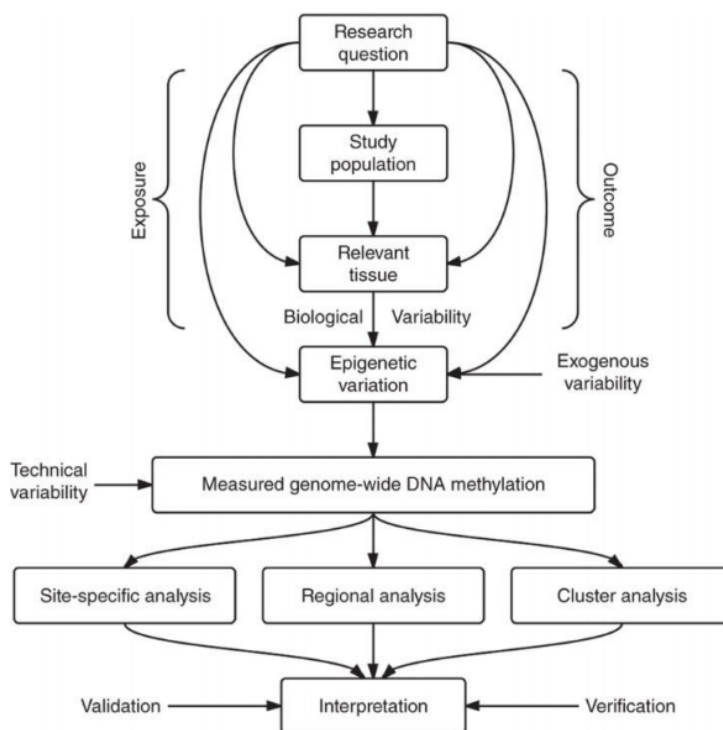 Research
question
Study
population
Exposure
Outcome
Relevant
tissue
Biological Variability
Epigenetic
variation
Exogenous
variability
Technical
variability
Measured genome-wide DNA methylation
Site-specific analysis
Regional analysis
Cluster analysis
Validation
Interpretation
Verification